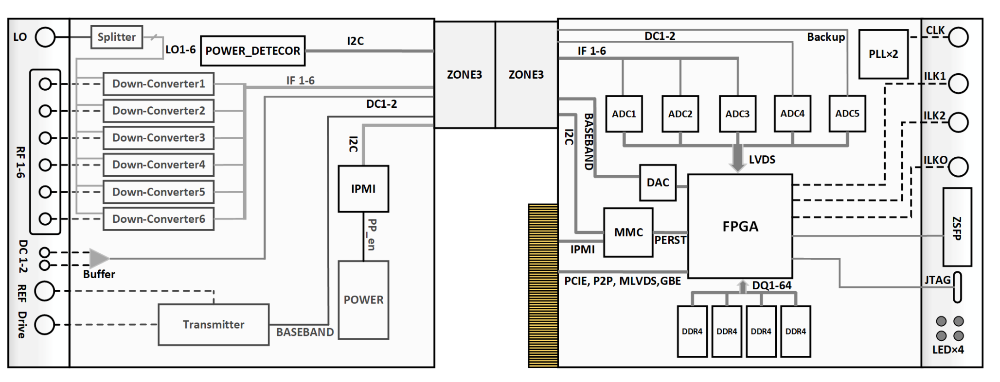 LO
Splitter
LO1-6
POWER_DETECOR
I2C
RF 1-6
Down-Converter1
Down-Converter2
Down-Converter3
Down-Converter4
Down-Converter5
Down-Converter6
IF 1-6
DC1-2
I2C
IPMI
PP_en
POWER
DC 1-2
Buffer
REF
Drive
Transmitter
BASEBAND
ZONE3
ZONE3
DC1-2
Backup
IF 1-6
PLL×2
CLK
ILK1
ILK2
ILKO
ADC1
ADC2
ADC3
ADC4
ADC5
I2C
BASEBAND
LVDS
DAC
FPGA
MMC
PERST
IPMI
PCIE, P2P, MLVDS,GBE
DQ1-64
DDR4
DDR4
DDR4
DDR4
ZSFP
JTAG
LED×4